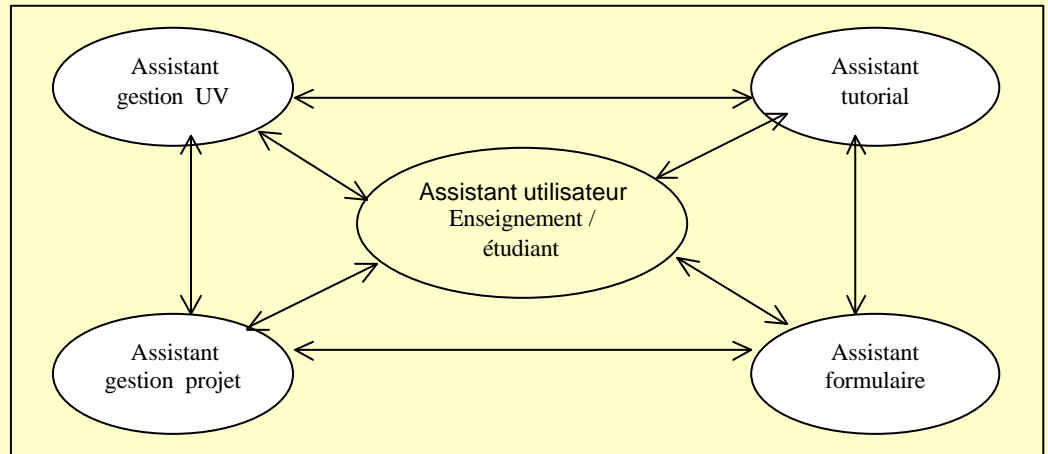 Assistant
gestion UV
Assistant
tutorial
Assistant utilisateur
Enseignement /
étudiant
Assistant
gestion projet
Assistant
formulaire